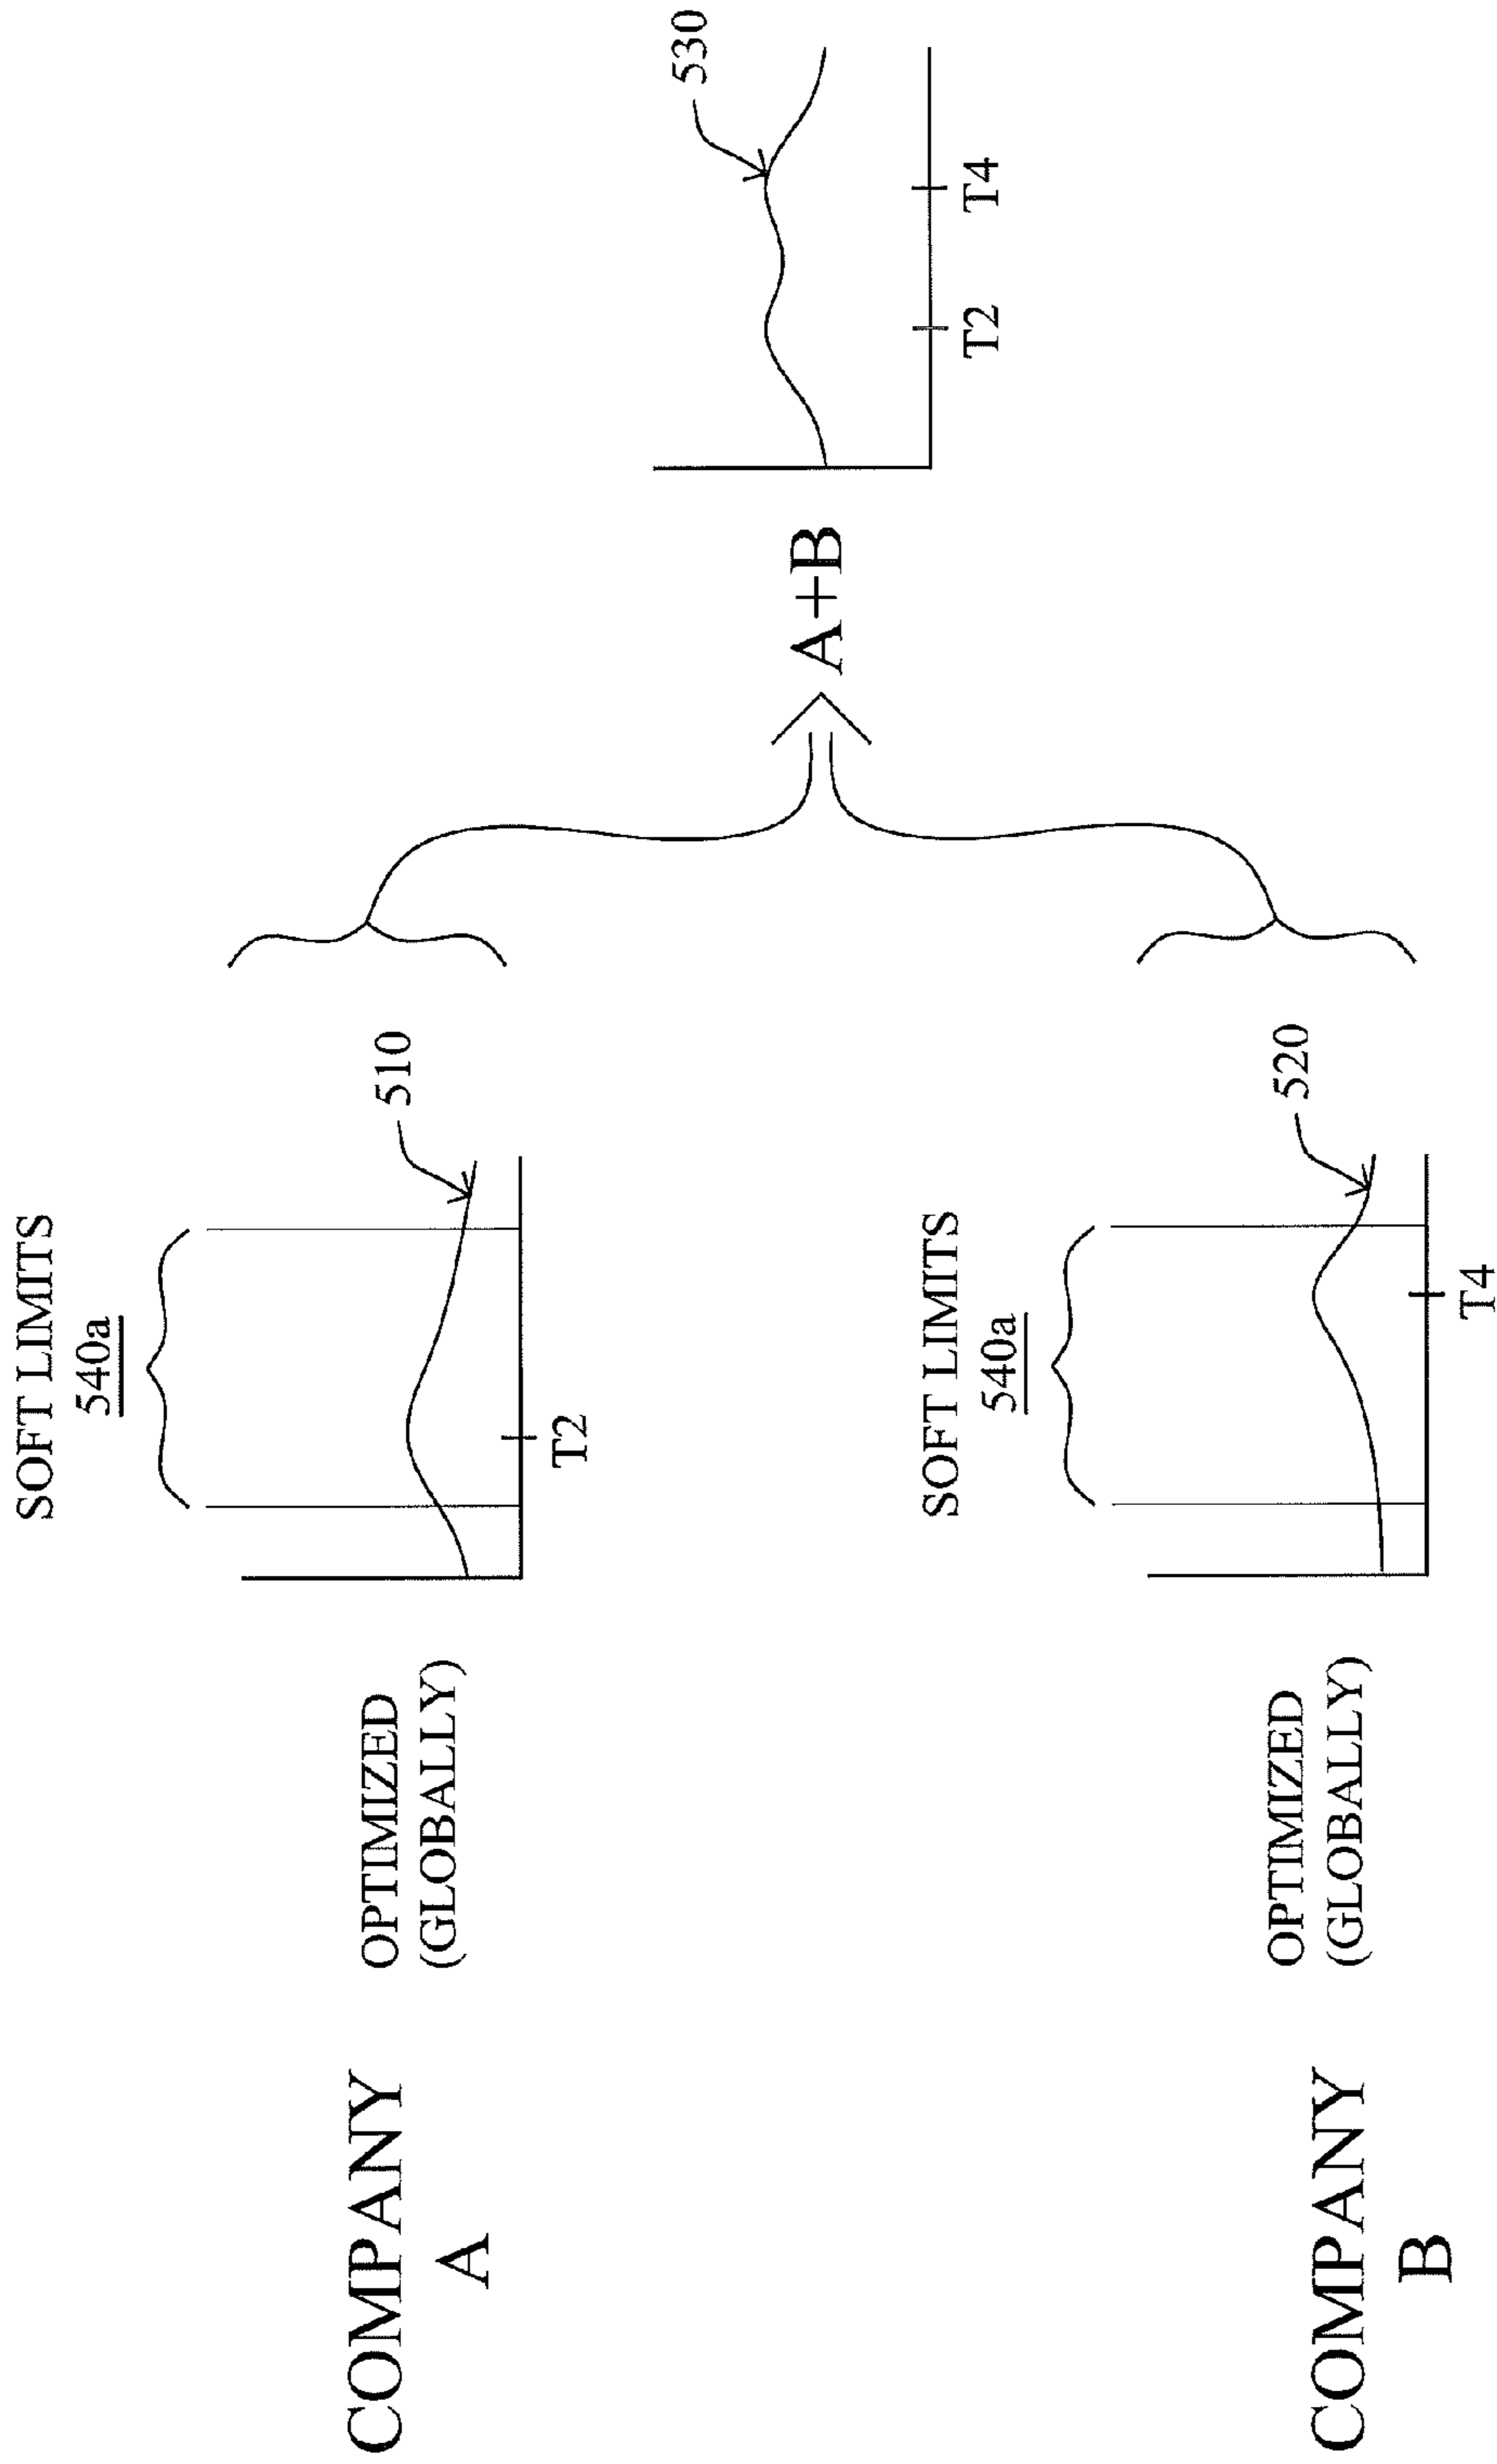 COMPANY
A
OPTIMIZED
(GLOBALLY)
SOFT LIMITS
540a
510
T2
COMPANY
B
OPTIMIZED
(GLOBALLY)
SOFT LIMITS
540a
520
T4
A+B
530
T2
T4